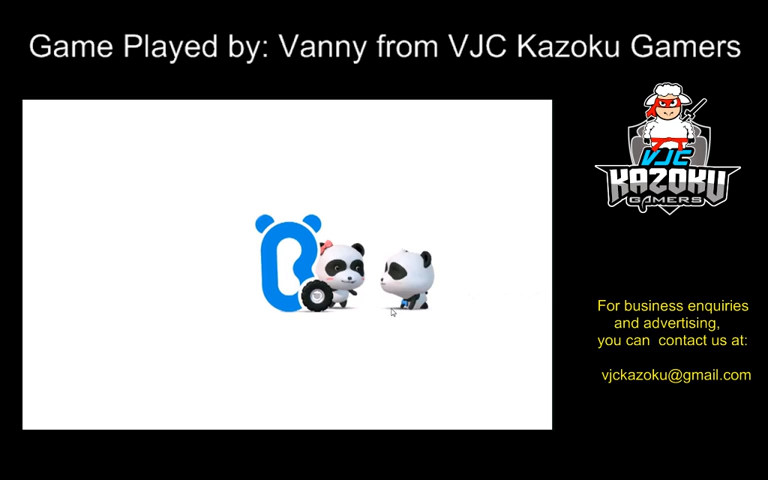 Game Played by: Vanny from VJC Kazoku Gamers
VJC
KAZOKU
GAMERS
B
For business enquiries
and advertising,
you can contact us at:
vjckazoku@gmail.com